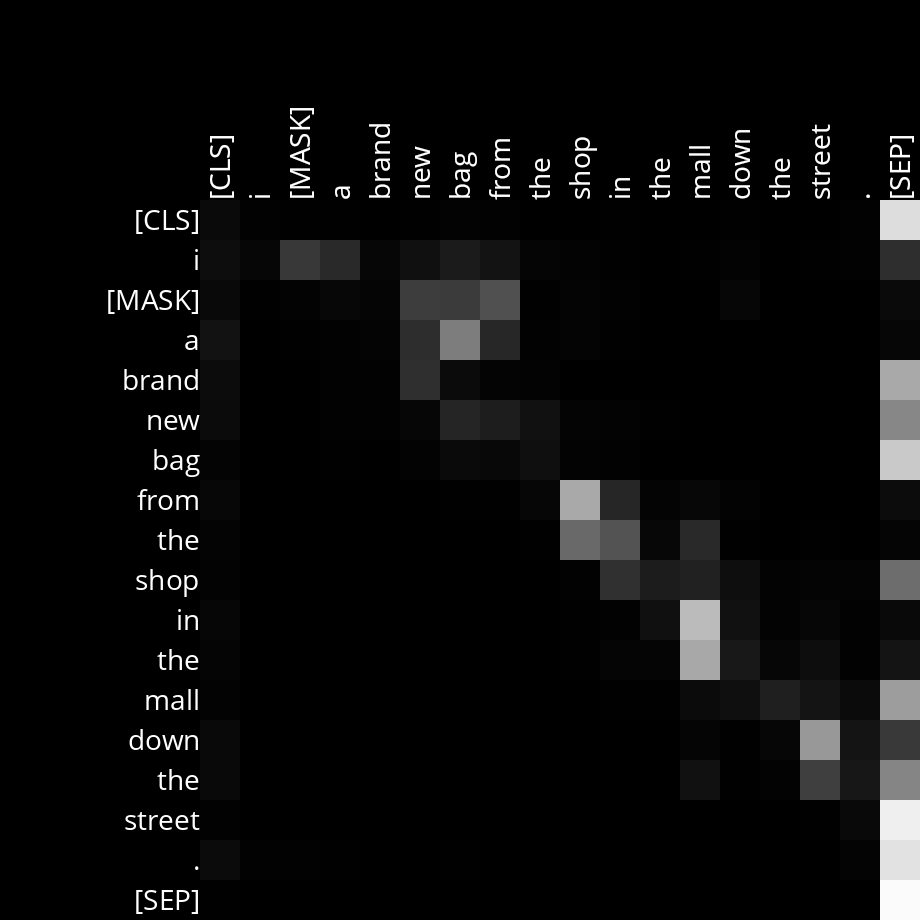 [CLS] i [MASK] a brand new bag from the shop in the mall down the street . [SEP]
[CLS]
i
[MASK]
a
brand
new
bag
from
the
shop
in
the
mall
down
the
street
.
[SEP]